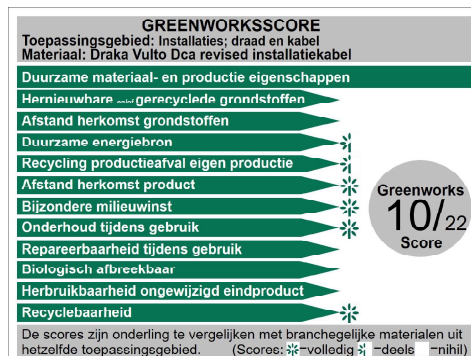 GREENWORKSSCORE
Toepassingsgebied: Installaties; draad en kabel
Materiaal: Draka Vulto Dca revised installatiekabel
Duurzame materiaal- en productie eigenschappen
Hernieuwbare en/of gerecyclede grondstoffen
Afstand herkomst grondstoffen
Duurzame energiebron
Recycling productieafval eigen productie
Afstand herkomst product
Bijzondere milieuwinst
Onderhoud tijdens gebruik
Repareerbaarheid tijdens gebruik
Biologisch afbreekbaar
Herbruikbaarheid ongewijzigd eindproduct
Recyclebaarheid
Greenworks
10/22
Score
De scores zijn onderling te vergelijken met branchegelijke materialen uit
hetzelfde toepassingsgebied. (Scores: =volledig =deels =nihil)